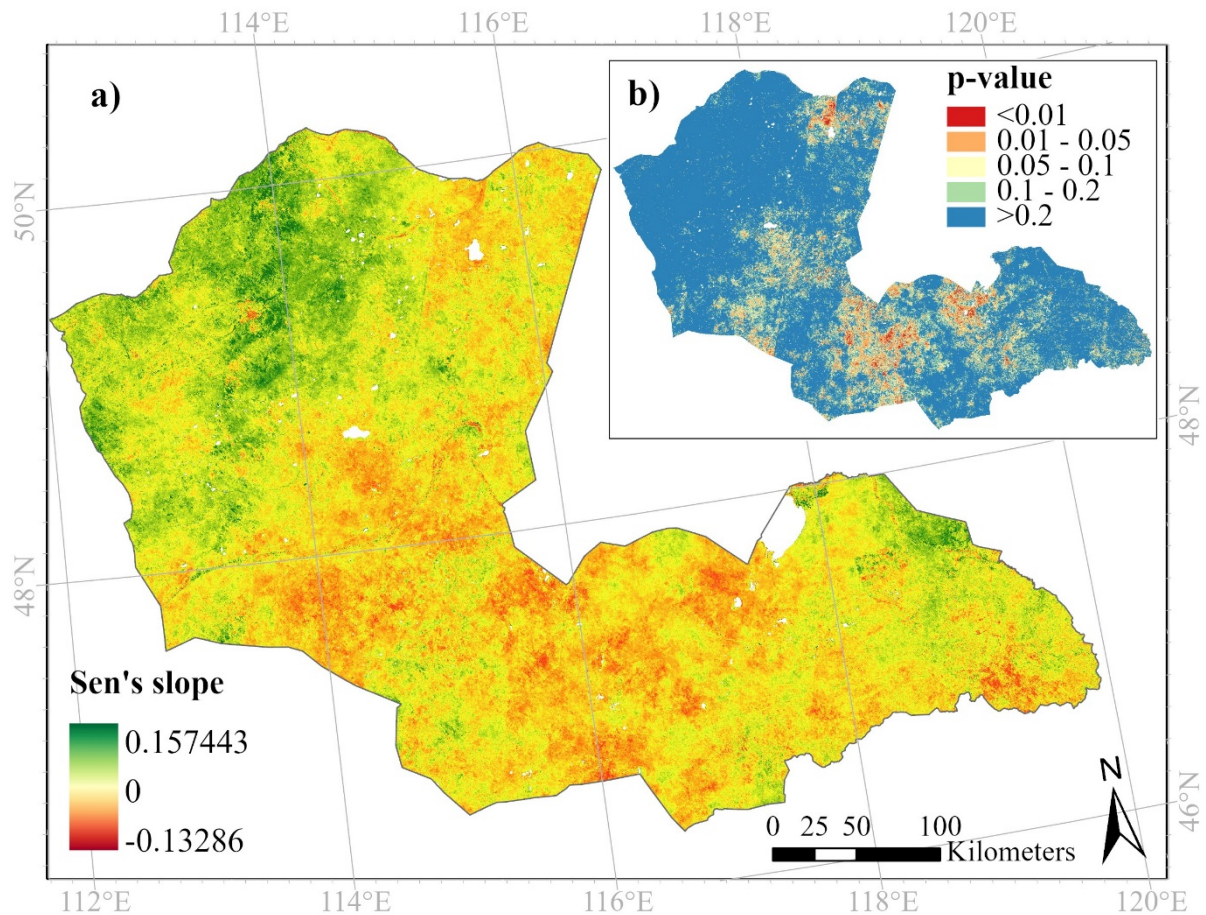 114°E 116°E 118°E 120°E
a)
b)
p-value
<0.01
0.01 - 0.05
0.05 - 0.1
0.1 - 0.2
>0.2
50°N
48°N
48°N
Sen's slope
0.157443
0
-0.13286
N
46°N
0 25 50 100
Kilometers
112°E 114°E 116°E 118°E 120°E